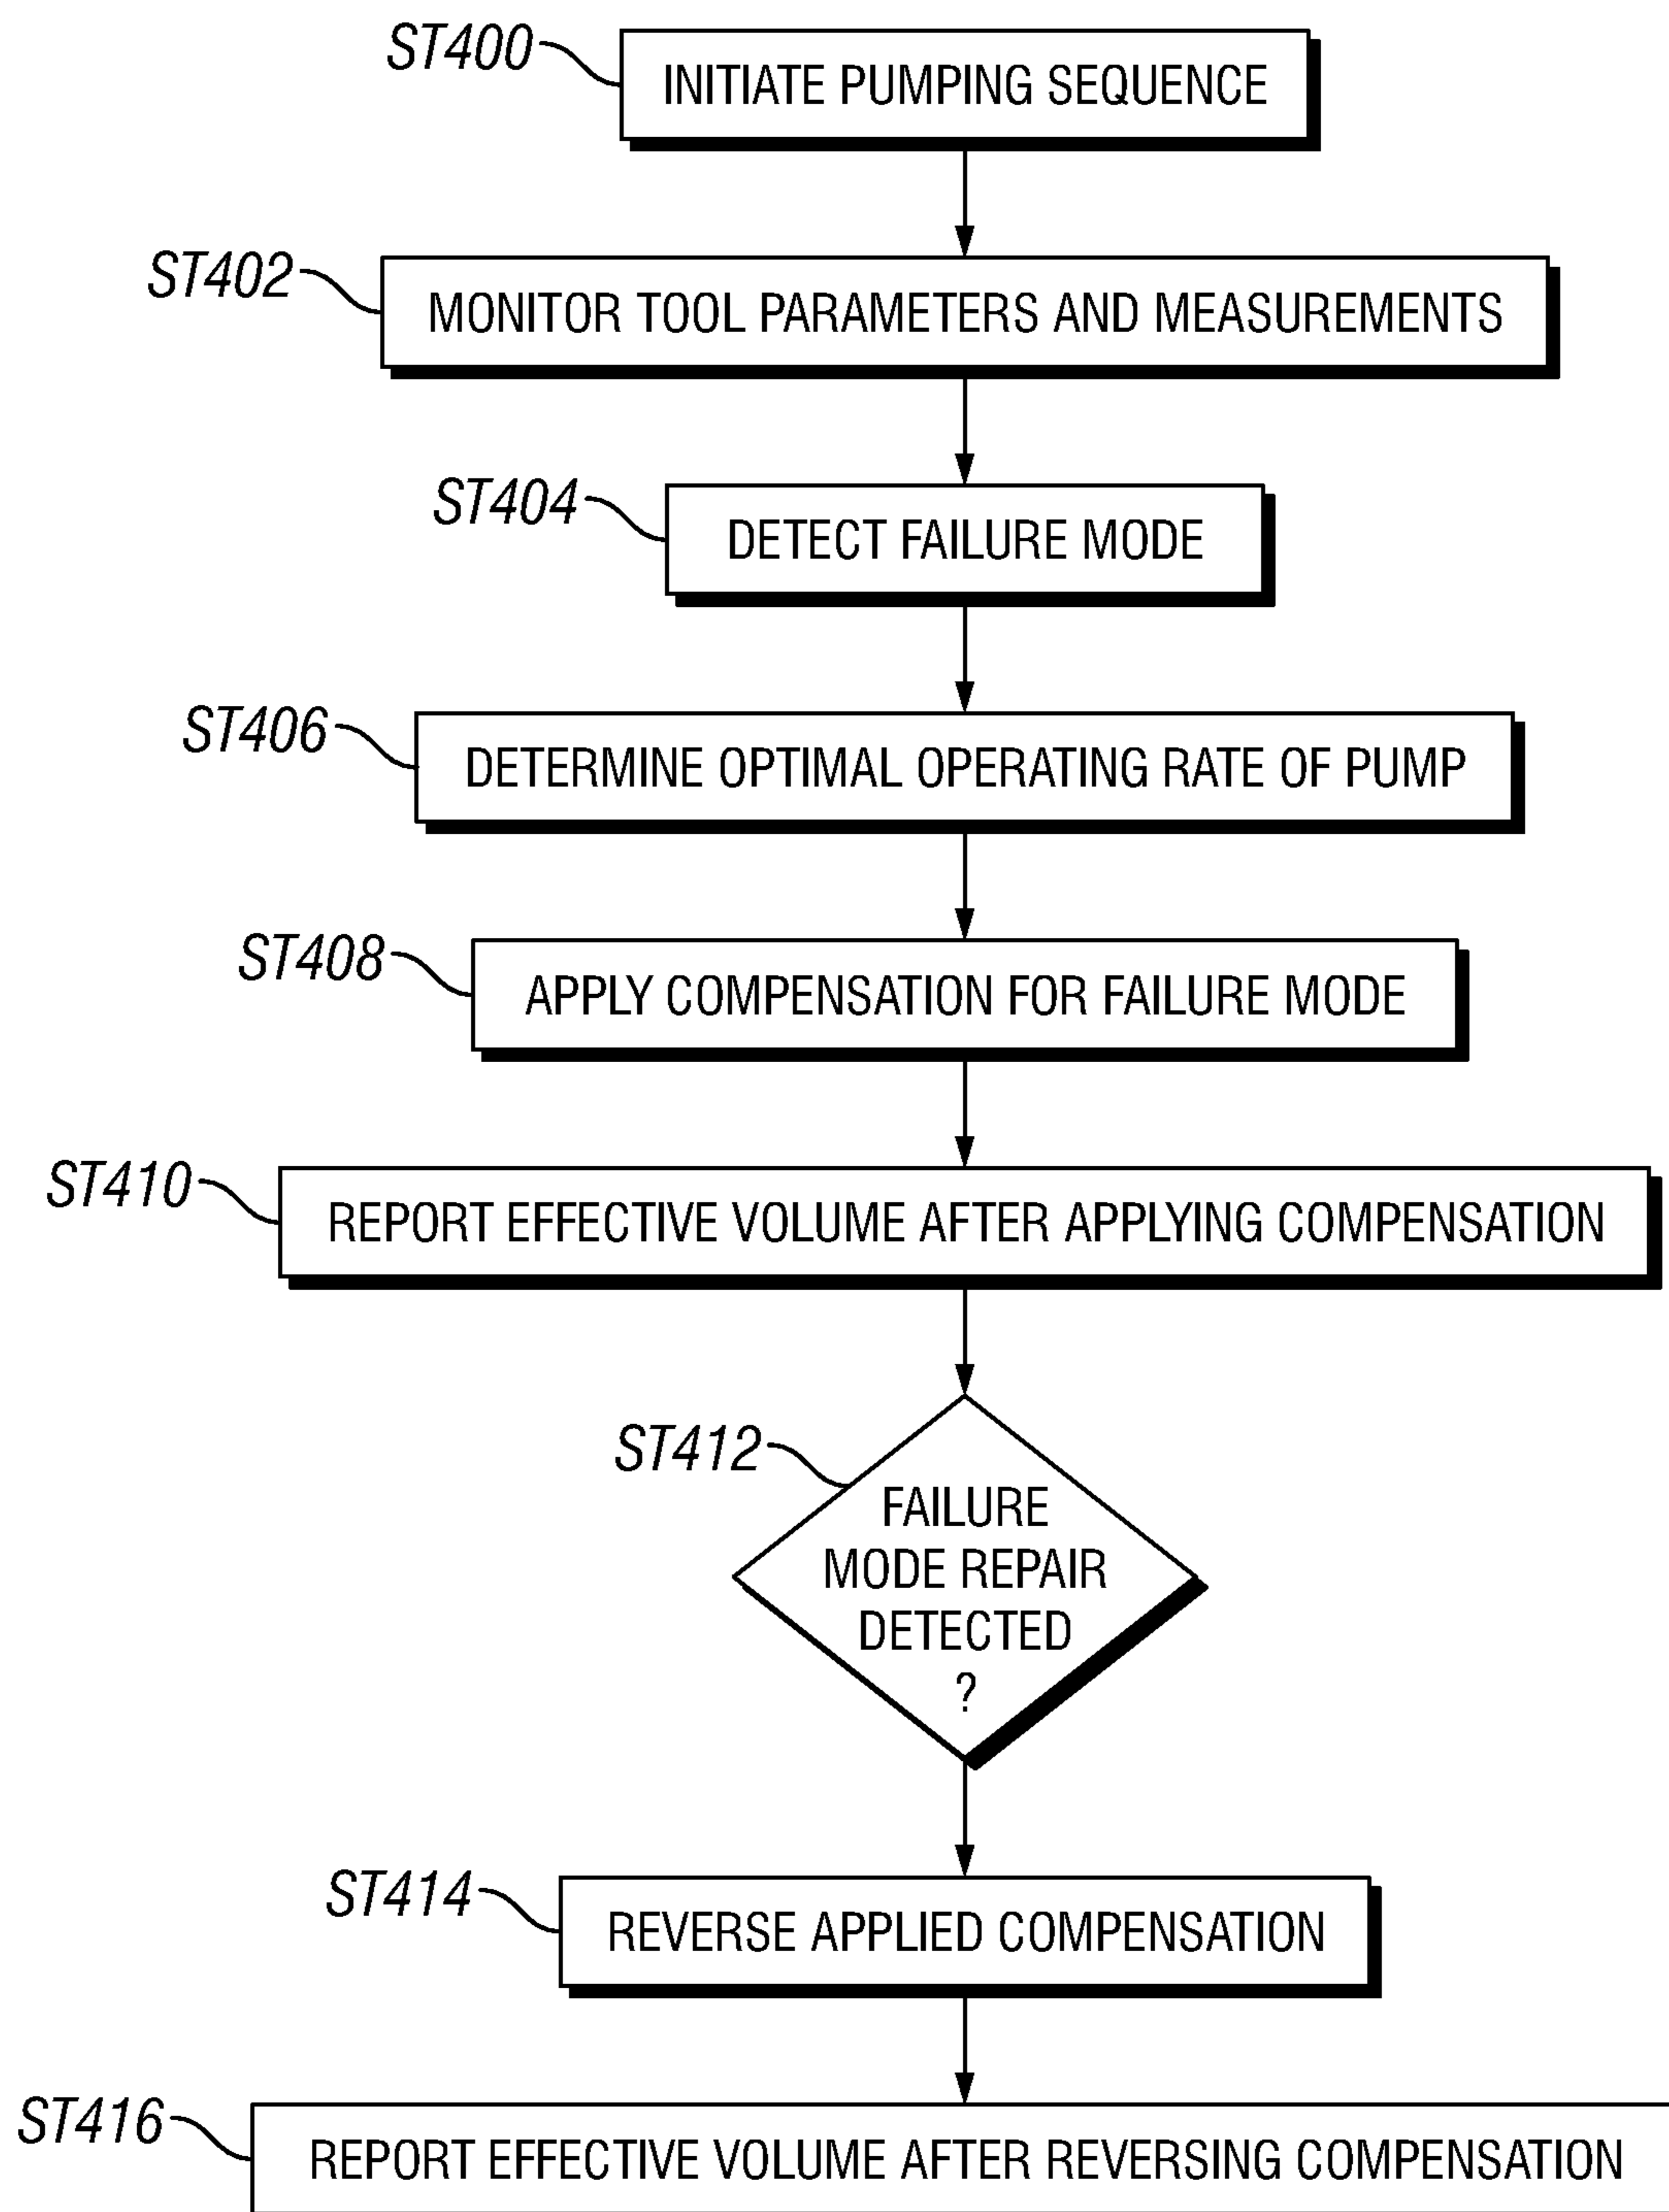 ST400
INITIATE PUMPING SEQUENCE
ST402
MONITOR TOOL PARAMETERS AND MEASUREMENTS
ST404
DETECT FAILURE MODE
ST406
DETERMINE OPTIMAL OPERATING RATE OF PUMP
ST408
APPLY COMPENSATION FOR FAILURE MODE
ST410
REPORT EFFECTIVE VOLUME AFTER APPLYING COMPENSATION
ST412
FAILURE
MODE REPAIR
DETECTED
?
ST414
REVERSE APPLIED COMPENSATION
ST416
REPORT EFFECTIVE VOLUME AFTER REVERSING COMPENSATION